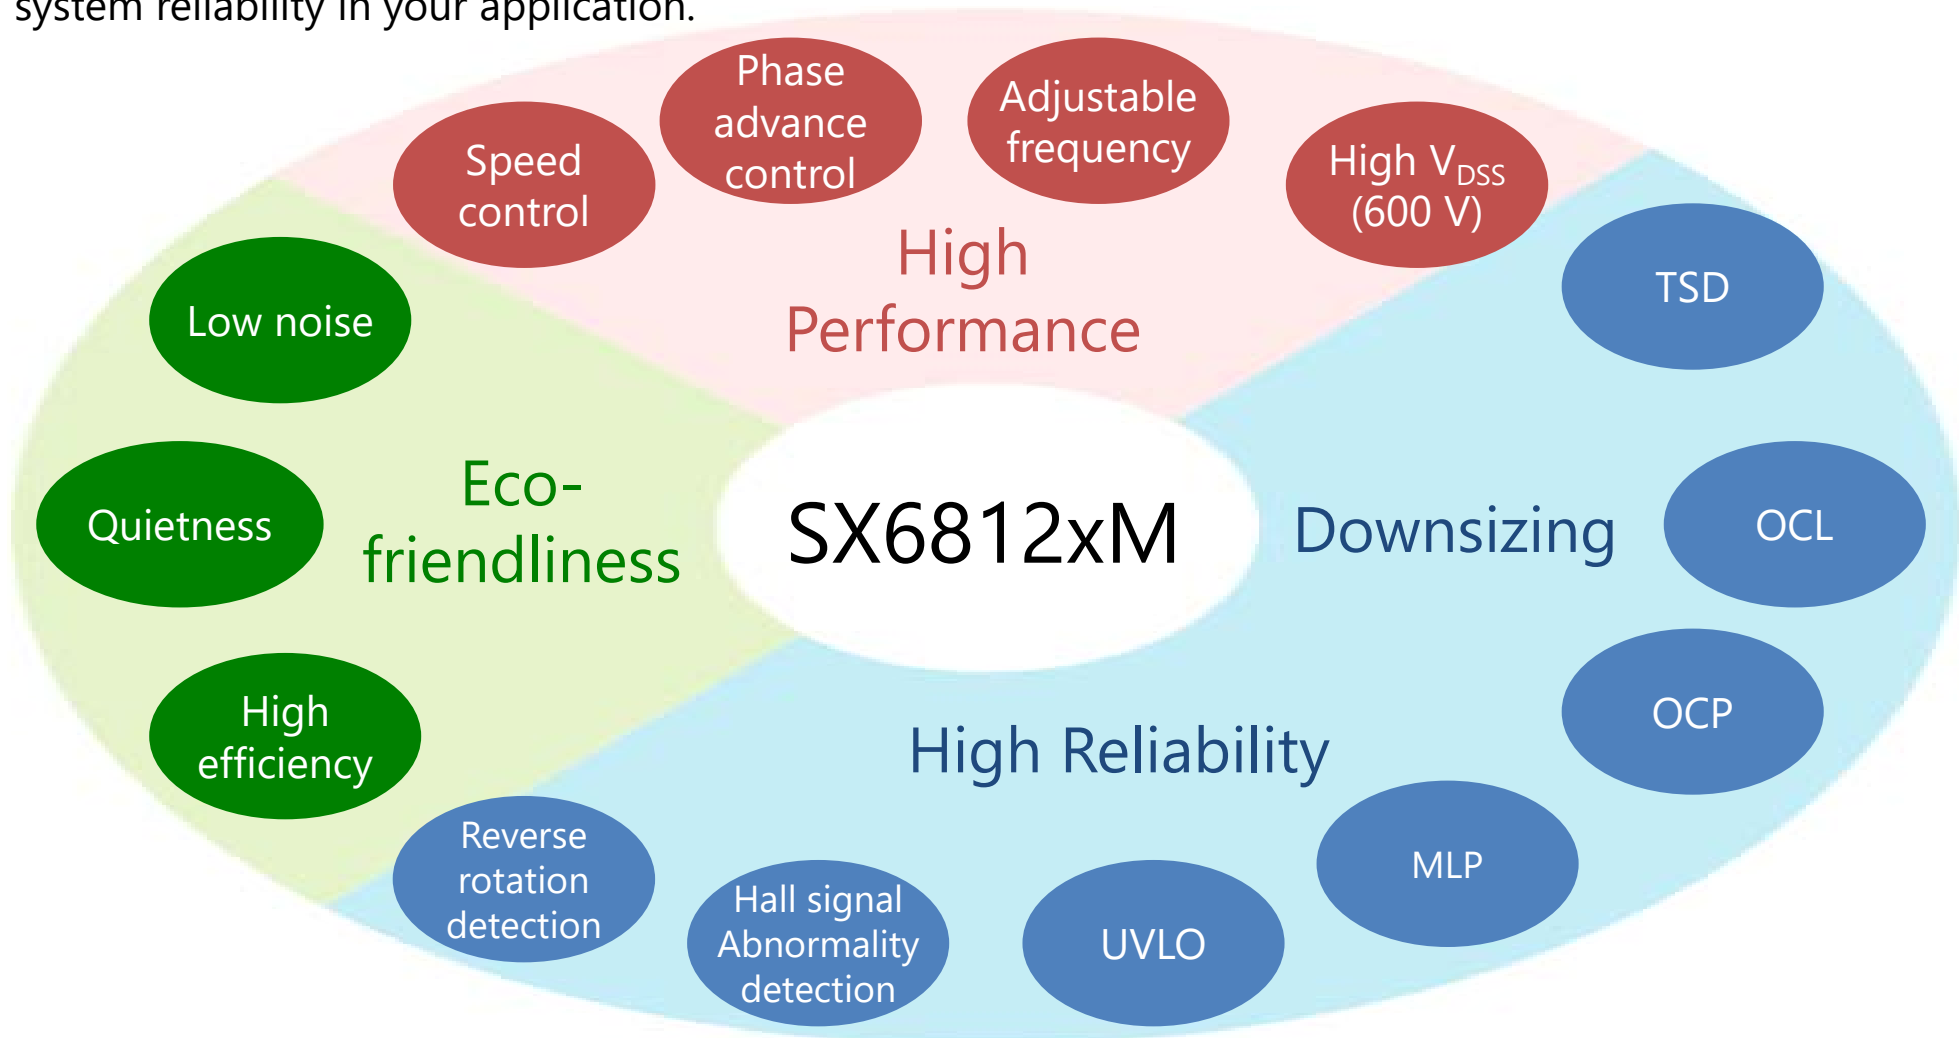 system reliability in your application.
Phase
advance
control
Adjustable
frequency
Speed
control
High VDSS
(600 V)
High
Performance
TSD
Low noise
Eco-
friendliness
Quietness
SX6812xM
Downsizing
OCL
High
efficiency
High Reliability
OCP
Reverse
rotation
detection
Hall signal
Abnormality
detection
UVLO
MLP